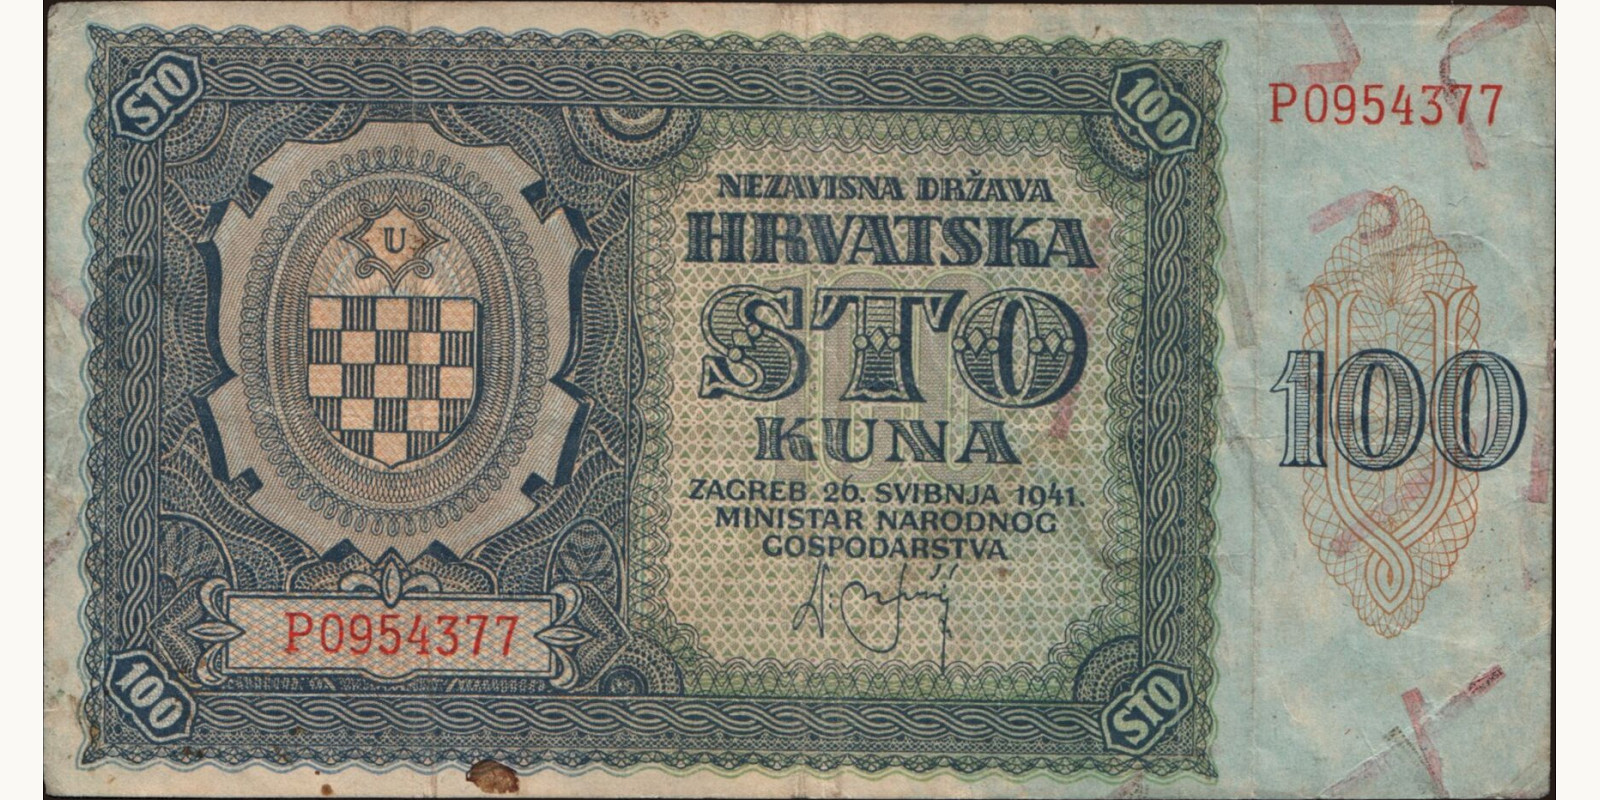 STO
100
P0954377
NEZAVISNA DRŽAVA
HRVATSKA
STO
KUNA
ZAGREB 26. SVIBNJA 1941.
MINISTAR NARODNOG
GOSPODARSTVA
U
100
P0954377
100
STO